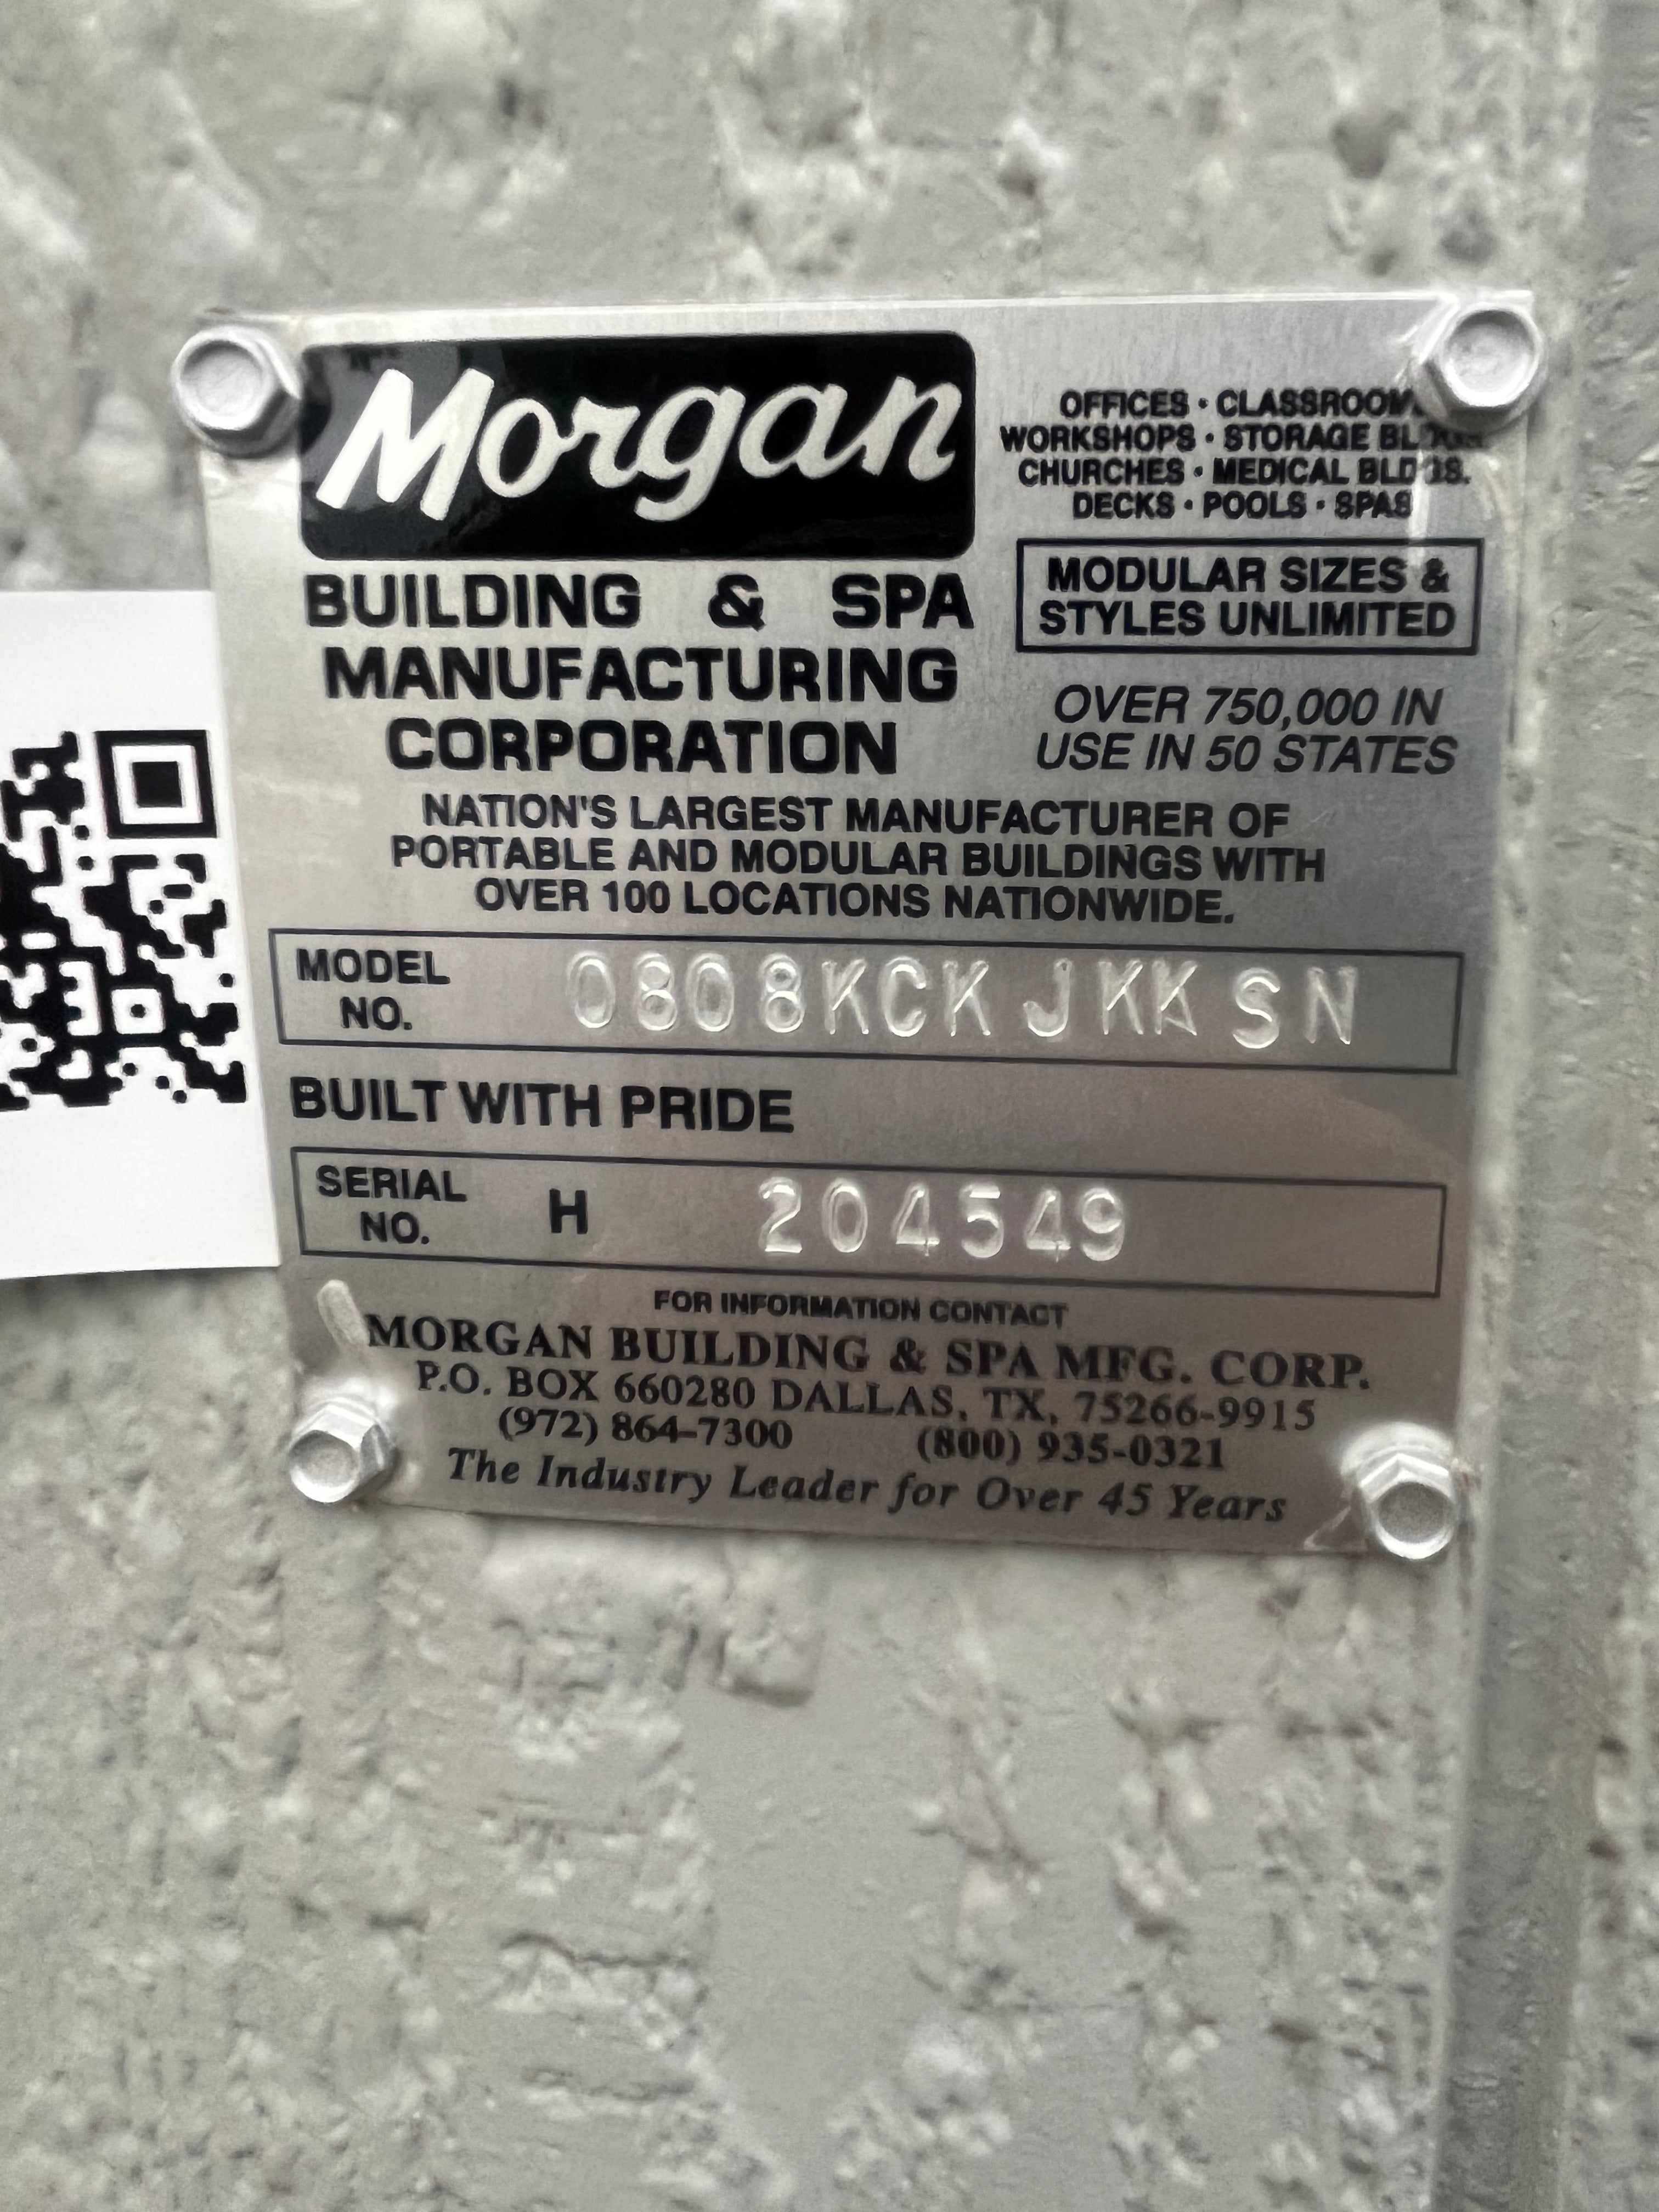 Morgan
BUILDING & SPA
MANUFACTURING
CORPORATION
OFFICES • CLASSROOM
WORKSHOPS • STORAGE
CHURCHES • MEDICAL BLDGS.
DECKS • POOLS • SPAS
MODULAR SIZES &
STYLES UNLIMITED
OVER 750,000 IN
USE IN 50 STATES
NATION'S LARGEST MANUFACTURER OF
PORTABLE AND MODULAR BUILDINGS WITH
OVER 100 LOCATIONS NATIONWIDE.
MODEL NO. 0808KCKJKKSN
BUILT WITH PRIDE
SERIAL NO. H 204549
FOR INFORMATION CONTACT
MORGAN BUILDING & SPA MFG. CORP.
P.O. BOX 660280 DALLAS, TX, 75266-9915
(972) 864-7300 (800) 935-0321
The Industry Leader for Over 45 Years